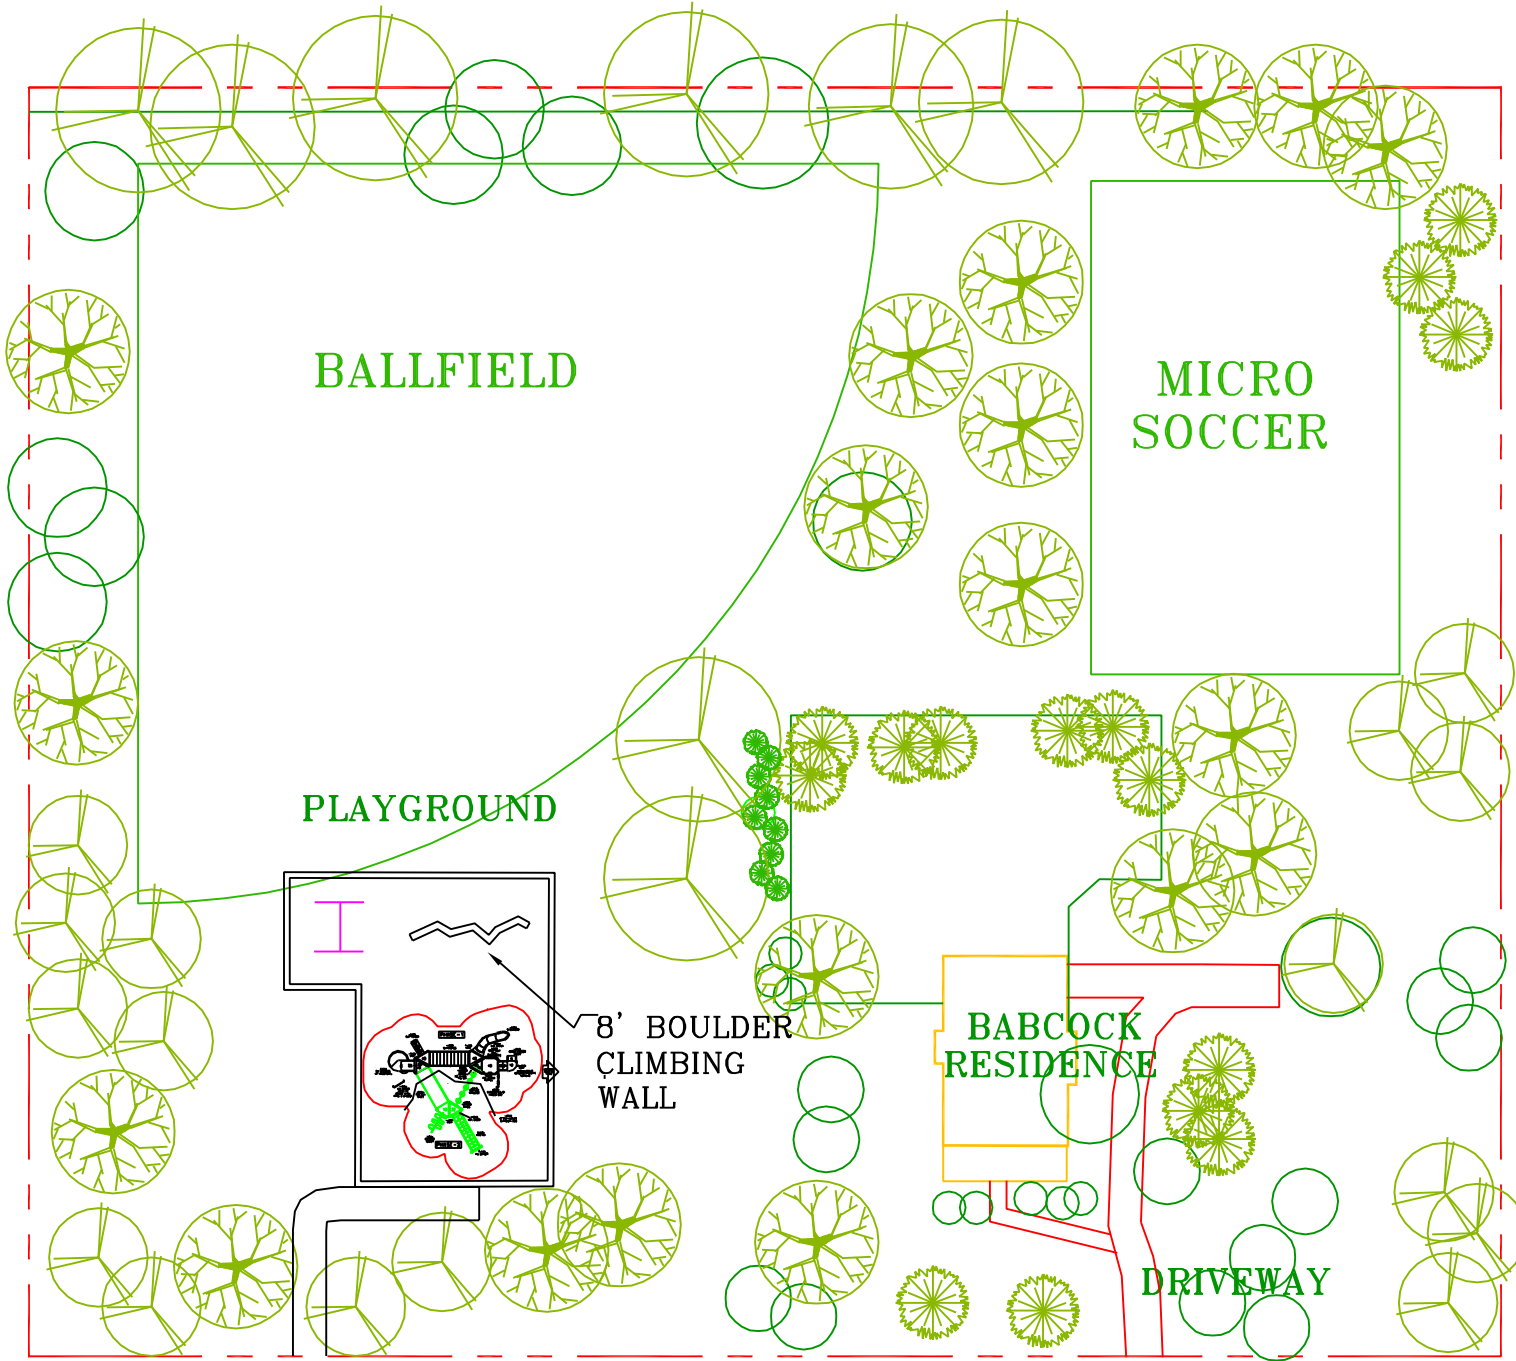 BALLFIELD
MICRO
SOCCER
PLAYGROUND
8' BOULDER
CLIMBING
WALL
BABCOCK
RESIDENCE
DRIVEWAY